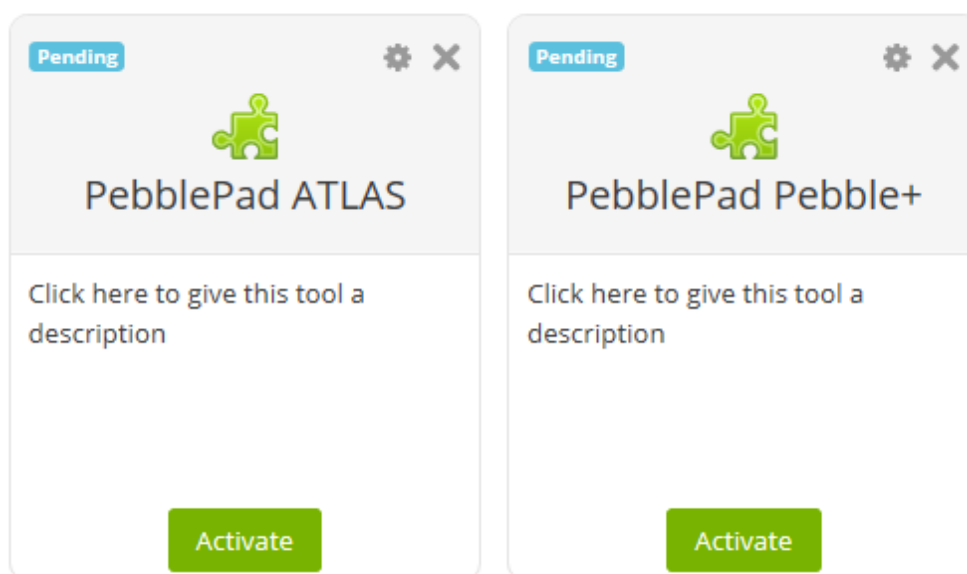 Pending
PebblePad ATLAS
Click here to give this tool a
description
Activate
Pending
PebblePad Pebble+
Click here to give this tool a
description
Activate